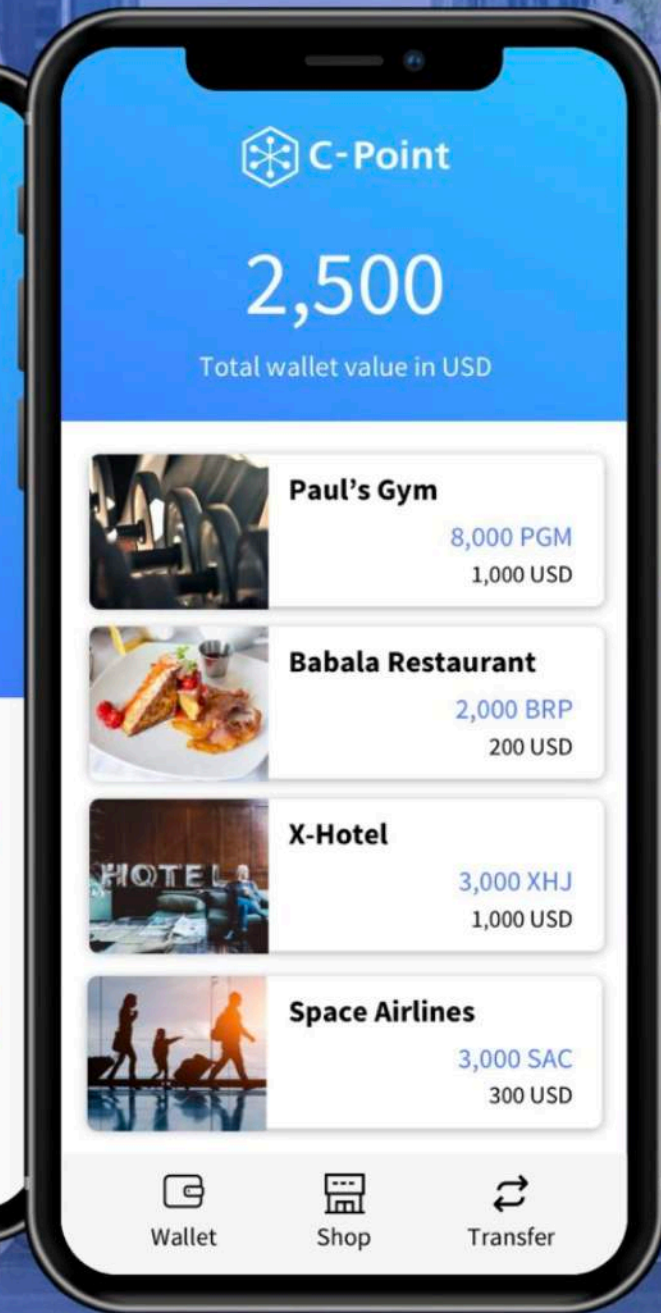 C-Point
2,500
Total wallet value in USD
Paul's Gym
8,000 PGM
1,000 USD
Babala Restaurant
2,000 BRP
200 USD
HOTEL
X-Hotel
3,000 XHJ
1,000 USD
Space Airlines
3,000 SAC
300 USD
Wallet
Shop
Transfer